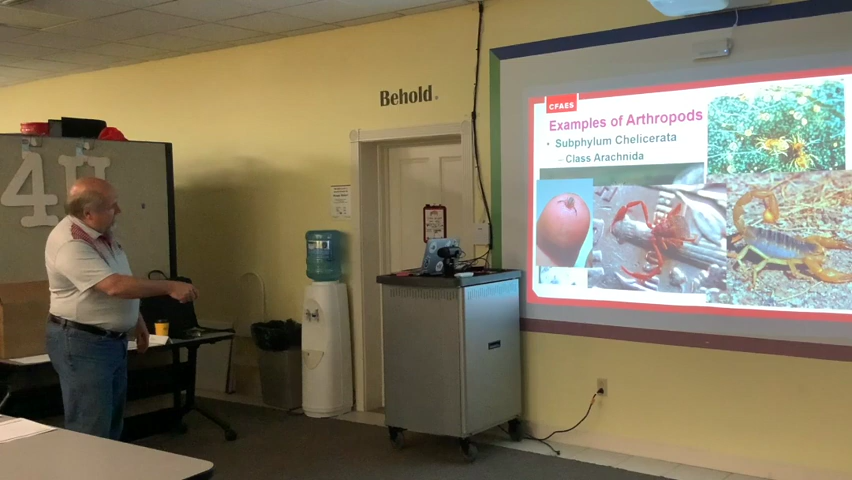 4H
Behold.
CFAES
Examples of Arthropods
• Subphylum Chelicerata
– Class Arachnida